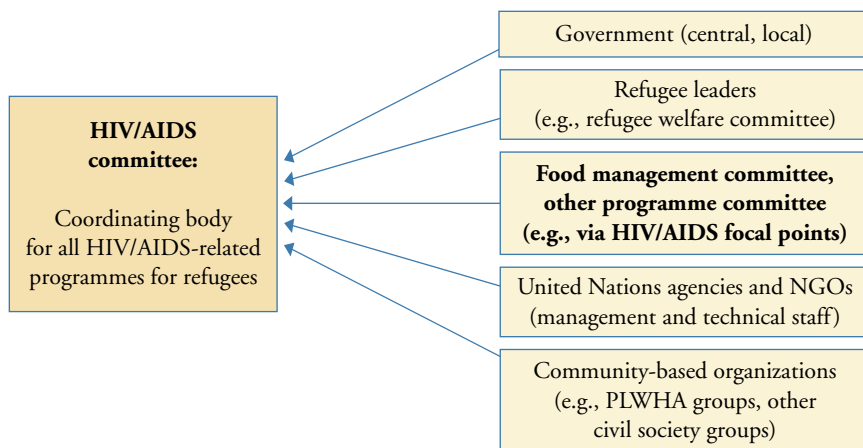 HIV/AIDS
committee:
Coordinating body
for all HIV/AIDS-related
programmes for refugees
Government (central, local)
Refugee leaders
(e.g., refugee welfare committee)
Food management committee,
other programme committee
(e.g., via HIV/AIDS focal points)
United Nations agencies and NGOs
(management and technical staff)
Community-based organizations
(e.g., PLWHA groups, other
civil society groups)